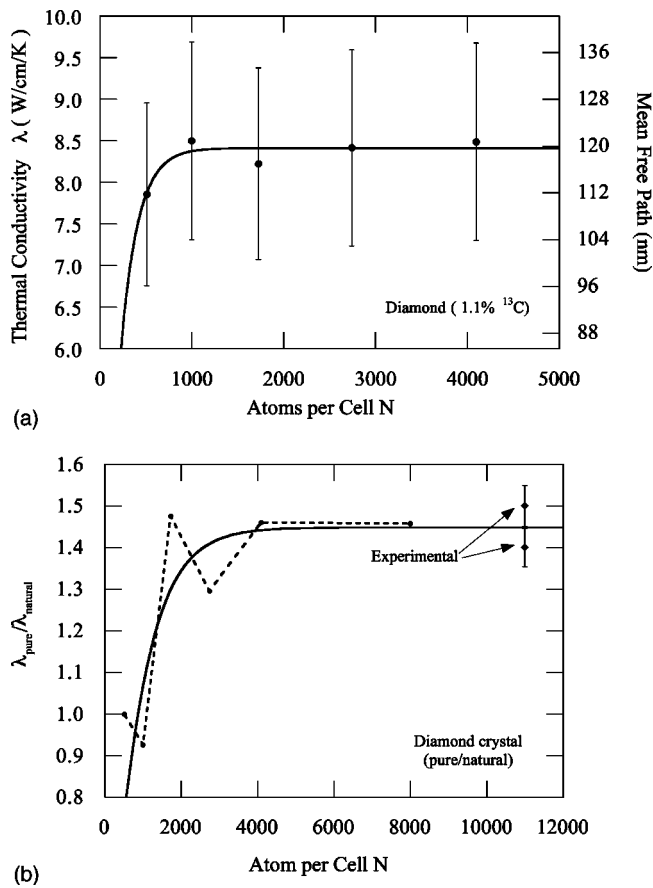 10.0
9.5
9.0
8.5
8.0
7.5
7.0
6.5
6.0
Thermal Conductivity λ ( W/cm/K )
136
128
120
112
104
96
88
Mean Free Path (nm)
Diamond ( 1.1% ¹³C )
0 1000 2000 3000 4000 5000
Atoms per Cell N
(a)
1.6
1.5
1.4
1.3
1.2
1.1
1.0
0.9
0.8
λpure/λnatural
Experimental
Diamond crystal
(pure/natural)
0 2000 4000 6000 8000 10000 12000
Atom per Cell N
(b)